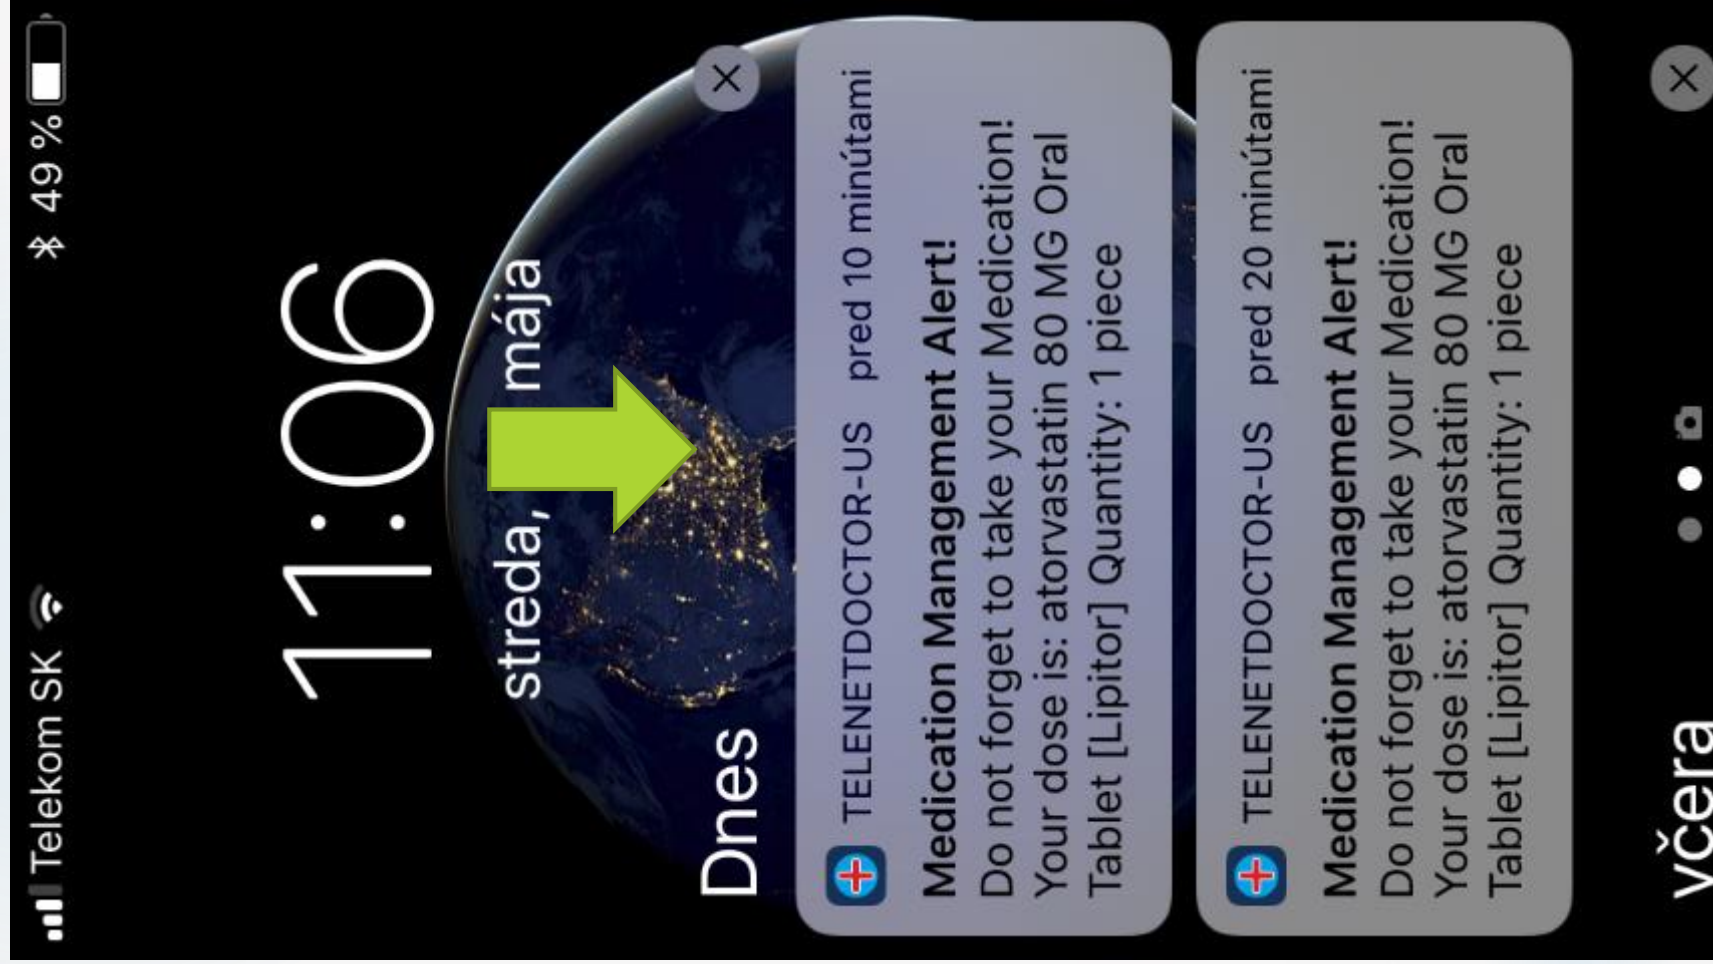 Telekom SK
49 %
11:06
streda, mája
Dnes
TELENETDOCTOR-US pred 10 minútami
Medication Management Alert!
Do not forget to take your Medication!
Your dose is: atorvastatin 80 MG Oral
Tablet [Lipitor] Quantity: 1 piece
TELENETDOCTOR-US pred 20 minútami
Medication Management Alert!
Do not forget to take your Medication!
Your dose is: atorvastatin 80 MG Oral
Tablet [Lipitor] Quantity: 1 piece
včera